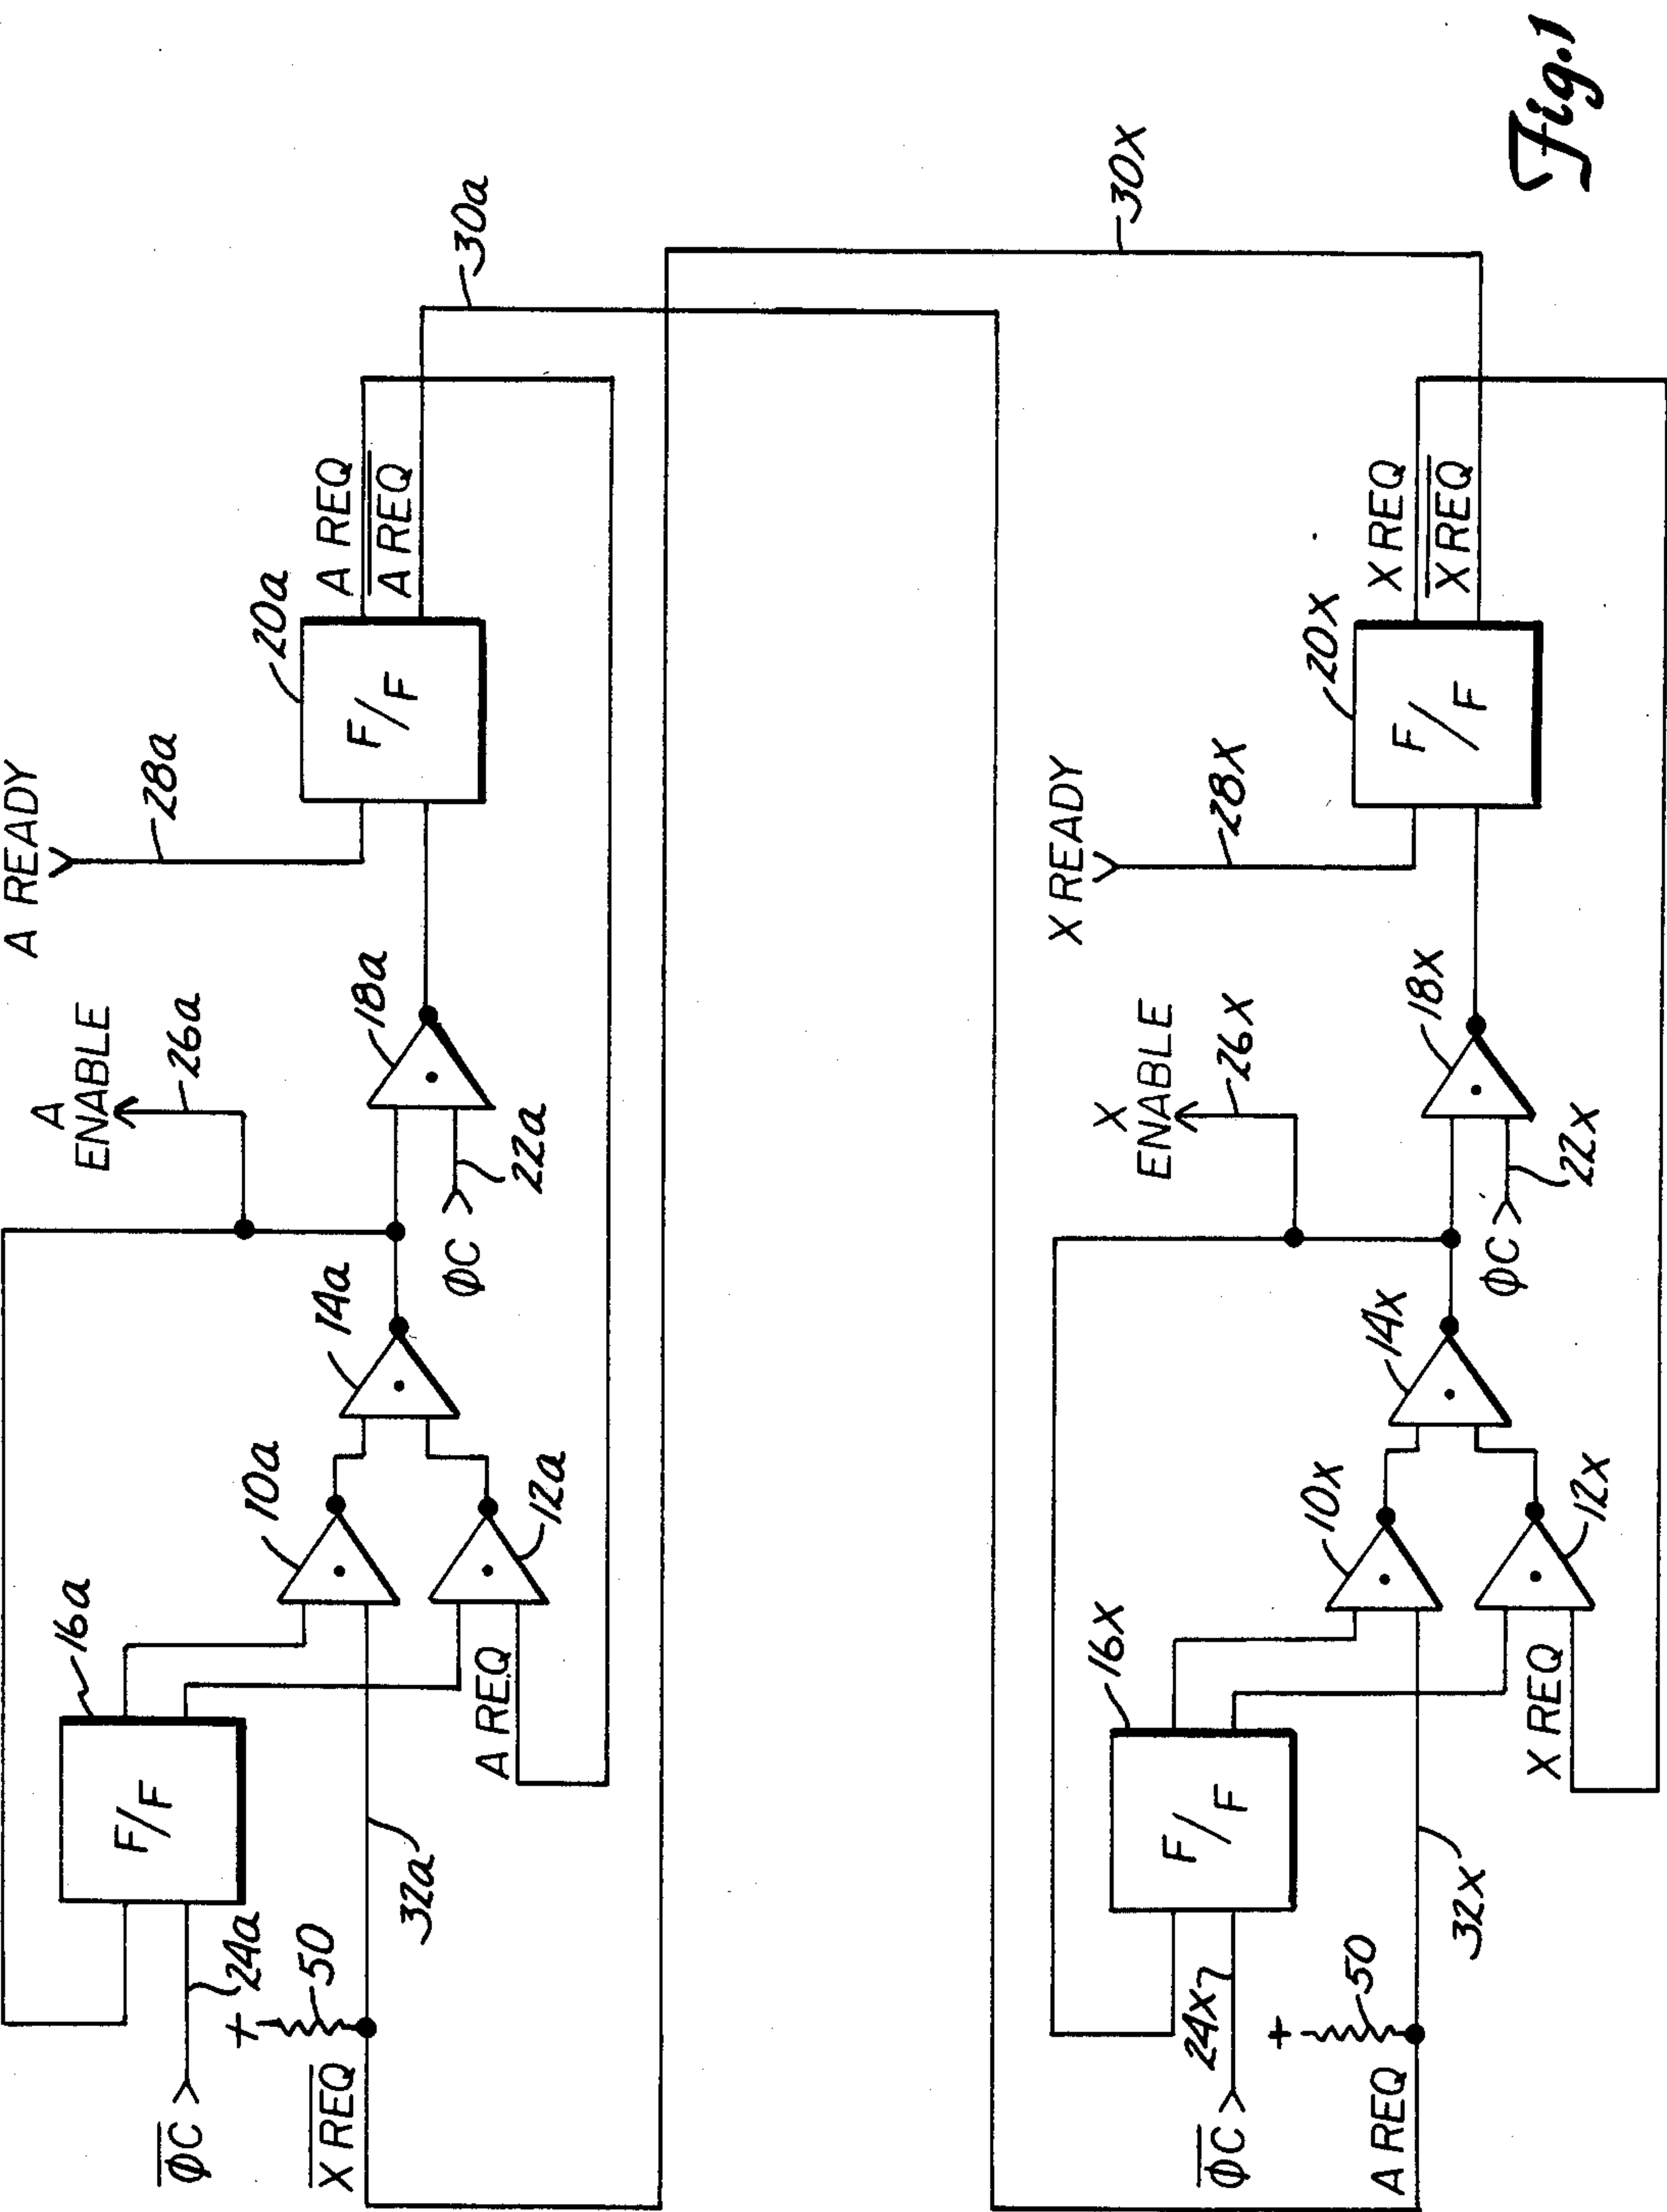 A READY
28a
A
ENABLE
26a
20a
F/F
A REQ
A REQ
30a
18a
22a
ΦC
14a
10a
12a
16a
F/F
24a
ΦC
+
50
X REQ
32a
A REQ
30X
X READY
28X
X
ENABLE
26X
20X
F/F
X REQ
X REQ
18X
22X
ΦC
14X
10X
12X
16X
F/F
24X
ΦC
+
50
A REQ
32X
X REQ
Fig.1